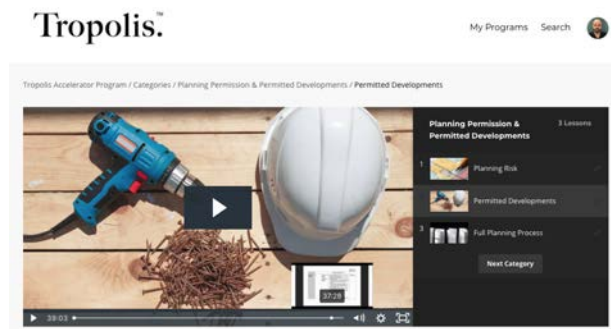 Tropolis.™
My Programs Search
Tropolis Accelerator Program / Categories / Planning Permission & Permitted Developments / Permitted Developments
Planning Permission &
Permitted Developments
3 Lessons
1 Planning Risk
Permitted Developments
3 Full Planning Process
Next Category
37:28
39:03